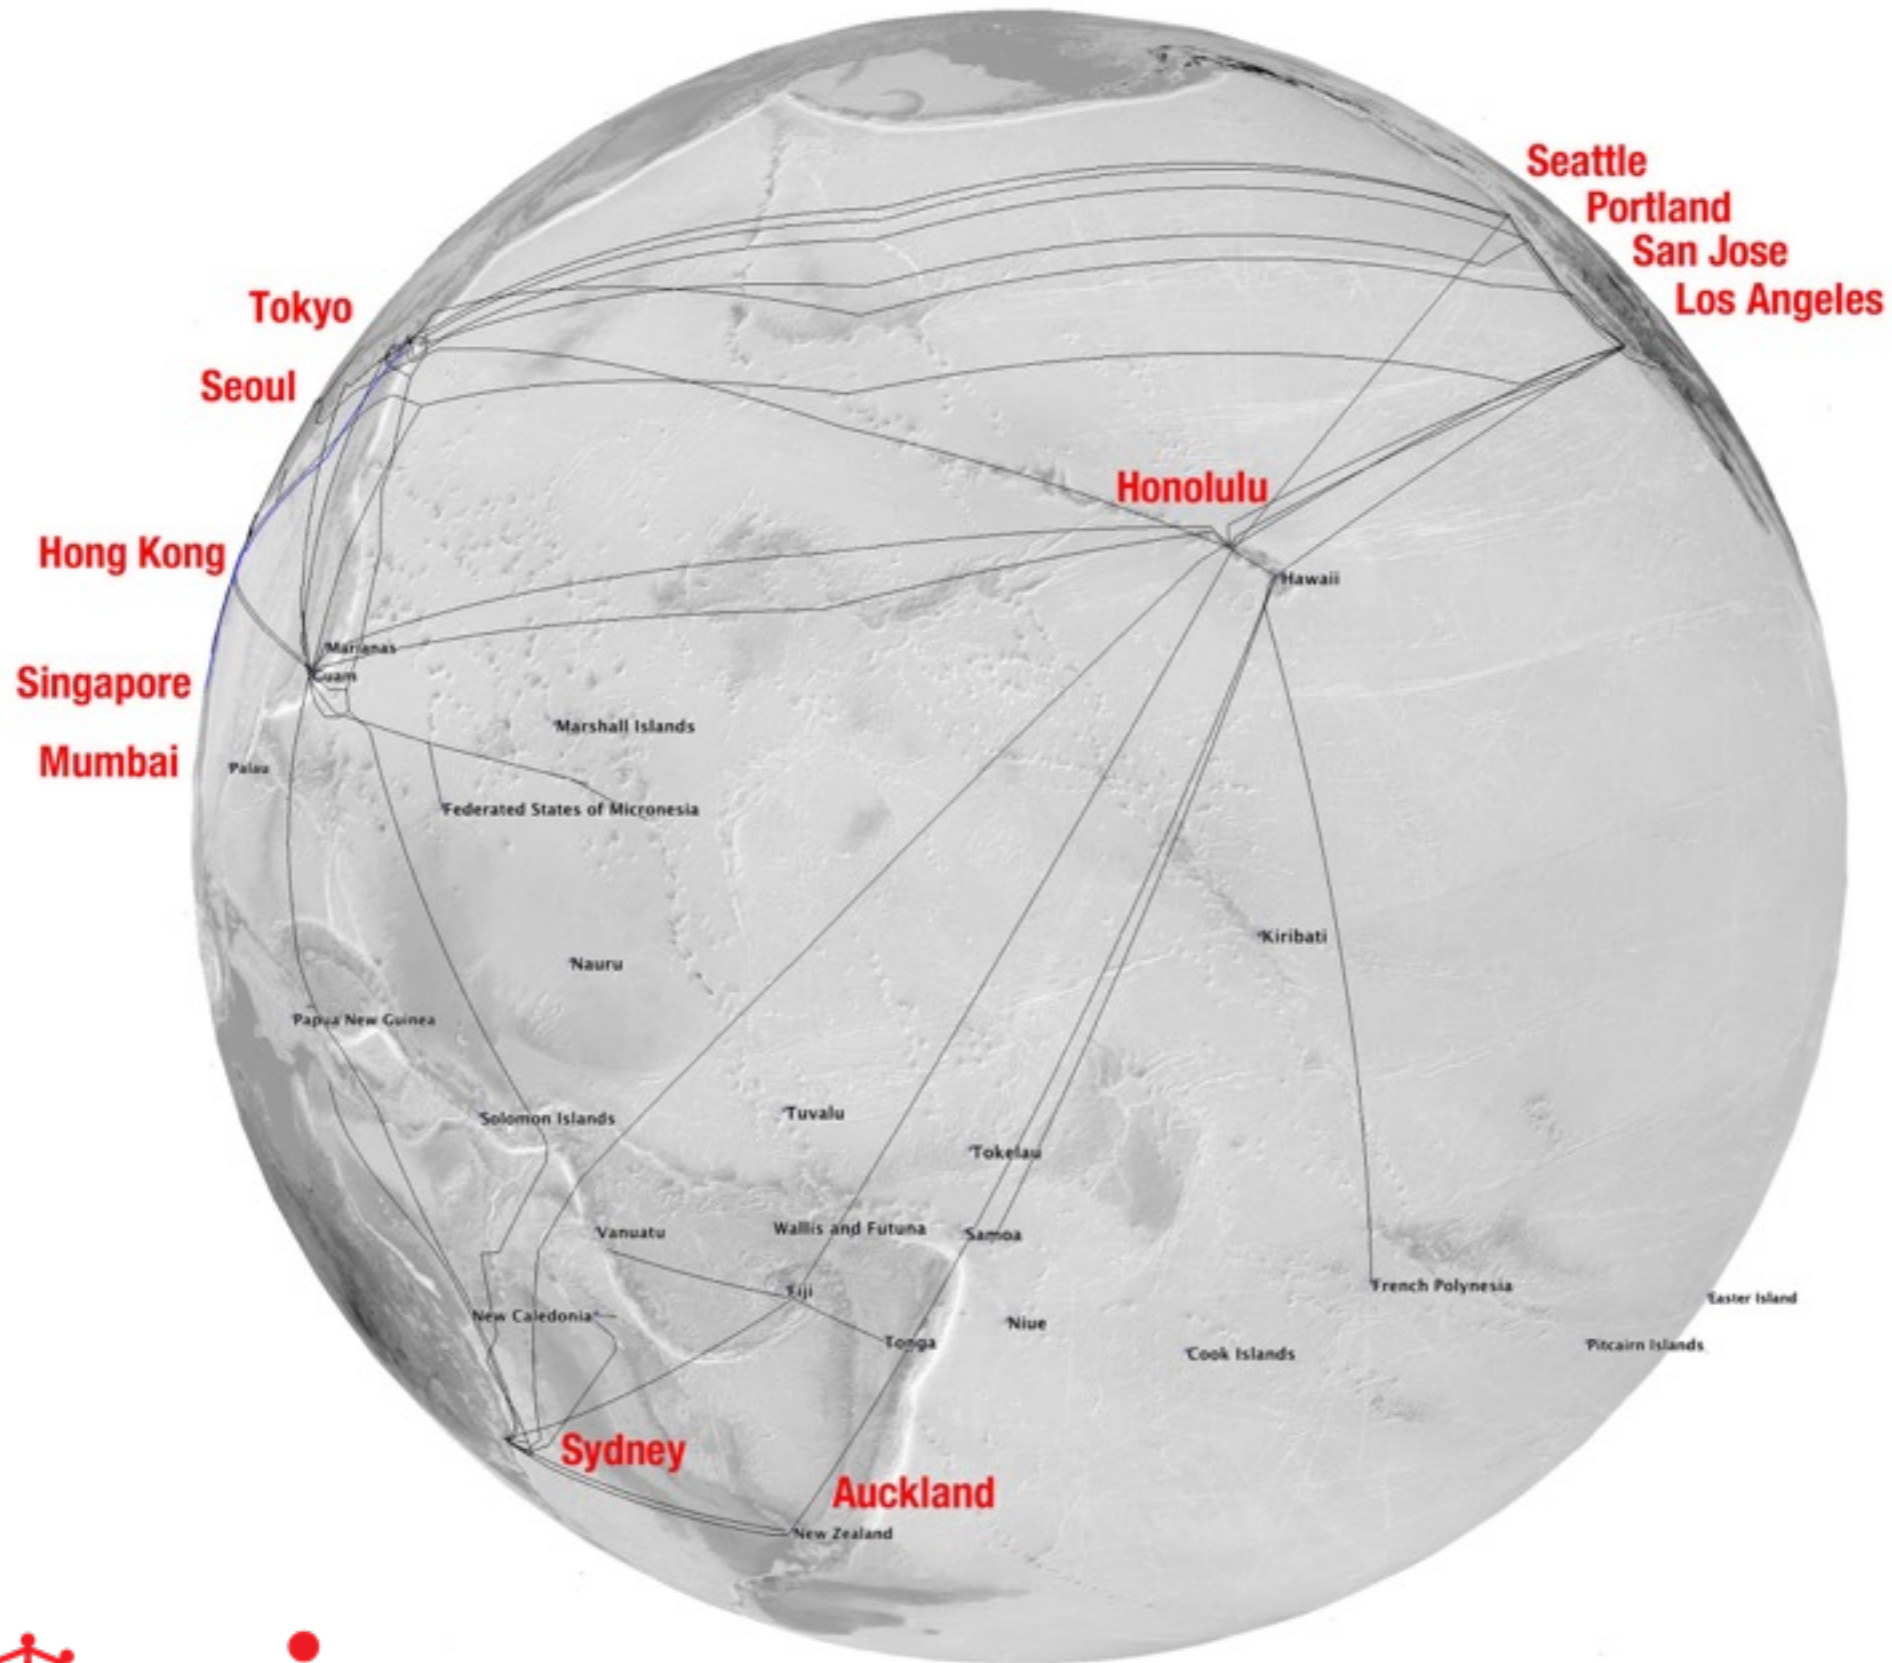 Seattle
Portland
San Jose
Los Angeles
Tokyo
Seoul
Honolulu
Hong Kong
Hawaii
Marianas
Guam
Singapore
Marshall Islands
Mumbai
Palau
Federated States of Micronesia
Kiribati
Nauru
Papua New Guinea
Solomon Islands
Tuvalu
Tokelau
Vanuatu
Wallis and Futuna
Samoa
Fiji
French Polynesia
Easter Island
New Caledonia
Niue
Tonga
Cook Islands
Pitcairn Islands
Sydney
Auckland
New Zealand